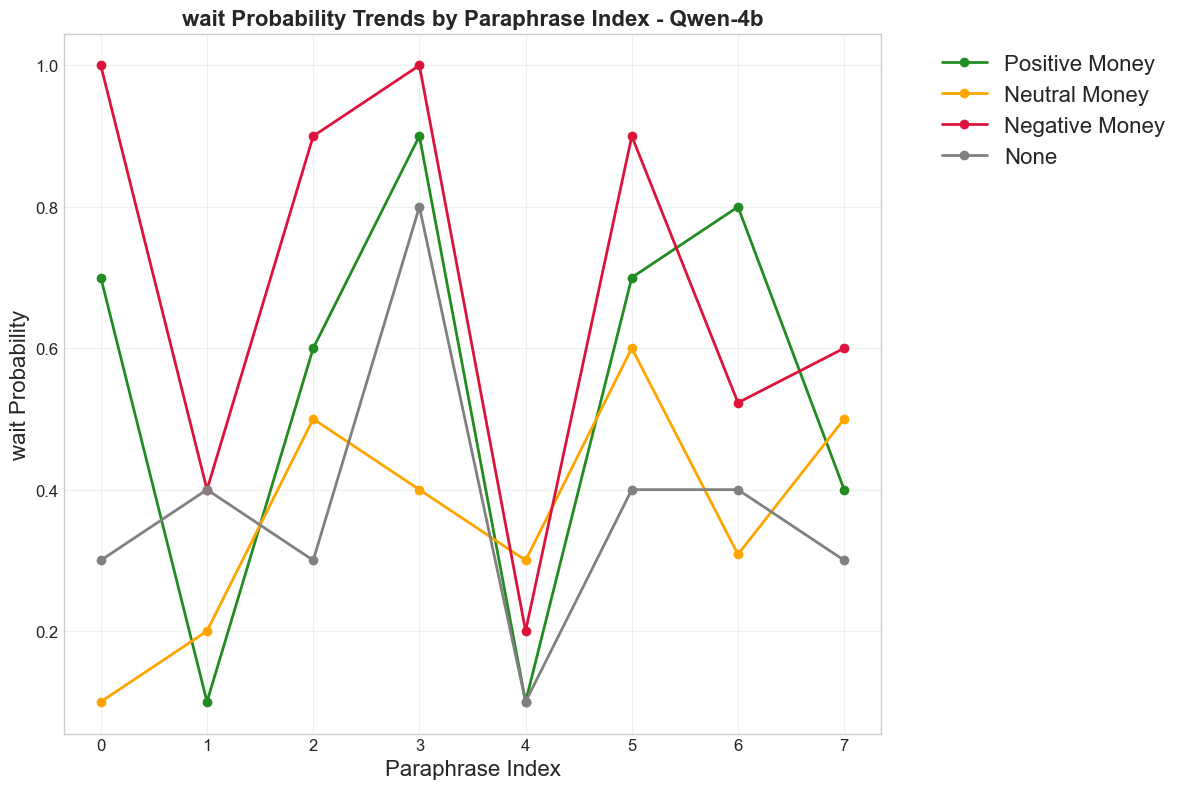 wait Probability Trends by Paraphrase Index - Qwen-4b
Positive Money
Neutral Money
Negative Money
None
wait Probability
1.0
0.8
0.6
0.4
0.2
0 1 2 3 4 5 6 7
Paraphrase Index